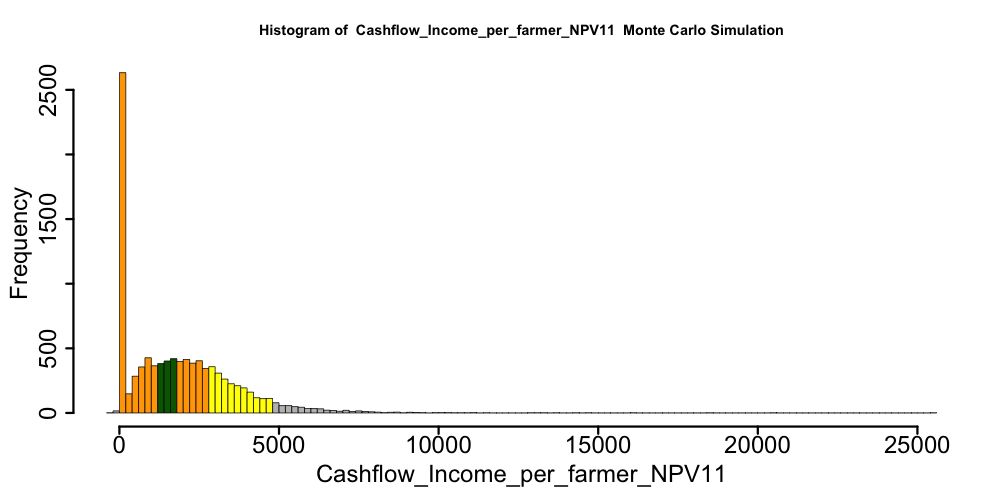 Histogram of  Cashflow_Income_per_farmer_NPV11  Monte Carlo Simulation
Frequency
2500
1500
500
0
0 5000 10000 15000 20000 25000
Cashflow_Income_per_farmer_NPV11